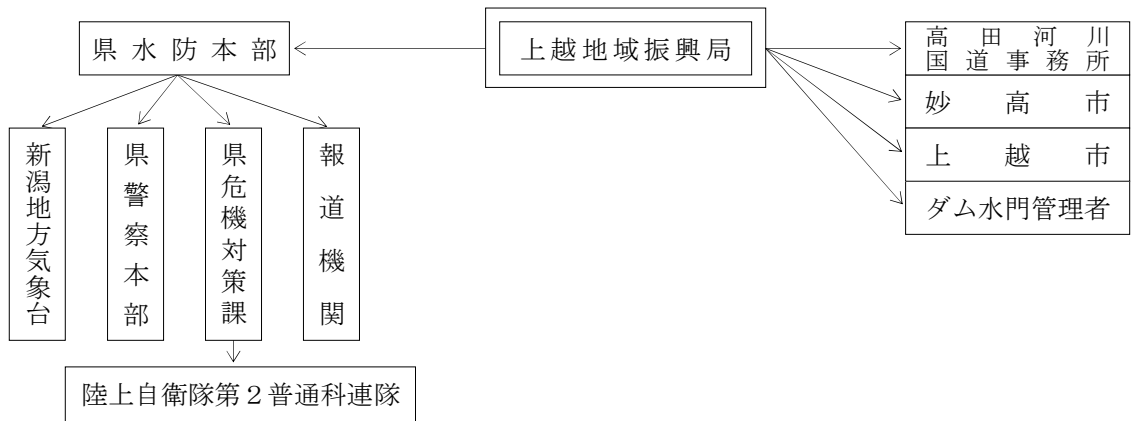 県水防本部
上越地域振興局
高田河川
国道事務所
妙高市
上越市
ダム水門管理者
新潟地方気象台
県警察本部
県危機対策課
報道機関
陸上自衛隊第２普通科連隊